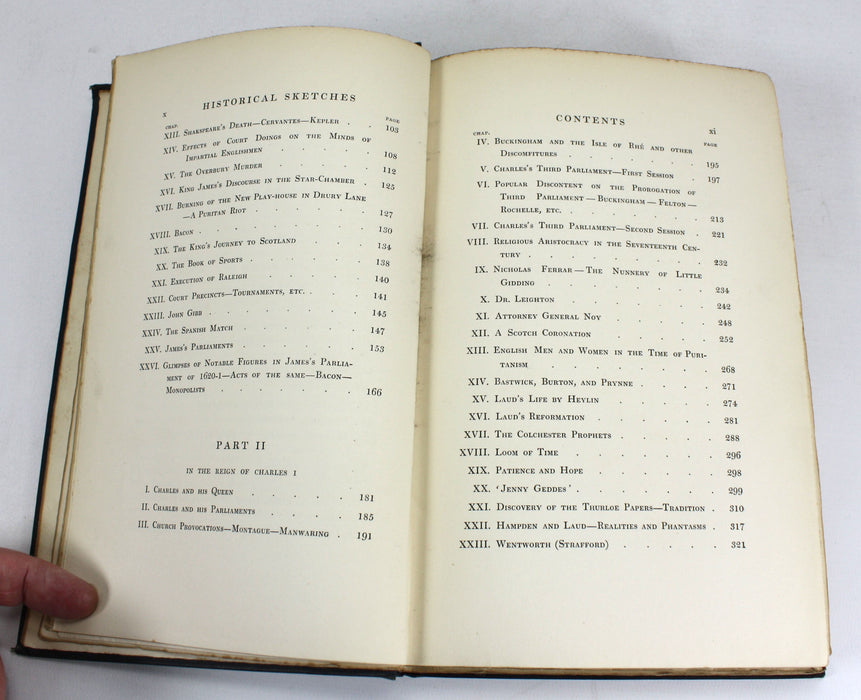 x HISTORICAL SKETCHES
CHAP. PAGE
XIII. Shakspeare's Death—Cervantes—Kepler . . 103
XIV. Effects of Court Doings on the Minds of
Impartial Englishmen . . . . 108
XV. The Overbury Murder . . . . 112
XVI. King James's Discourse in the Star-Chamber . 125
XVII. Burning of the New Play-house in Drury Lane
—A Puritan Riot . . . . . 127
XVIII. Bacon . . . . . . . 130
XIX. The King's Journey to Scotland . . . 134
XX. The Book of Sports . . . . . 138
XXI. Execution of Raleigh . . . . 140
XXII. Court Precincts—Tournaments, etc. . . . 141
XXIII. John Gibb . . . . . . 145
XXIV. The Spanish Match . . . . . 147
XXV. James's Parliaments . . . . . 153
XXVI. Glimpses of Notable Figures in James's Parlia-
ment of 1620-1—Acts of the same—Bacon—
Monopolists . . . . . . 166
PART II
IN THE REIGN OF CHARLES I
I. Charles and his Queen . . . . . 181
II. Charles and his Parliaments . . . . 185
III. Church Provocations—Montague—Manwaring . 191
CONTENTS xi
CHAP. PAGE
IV. Buckingham and the Isle of Rhé and other
Discomfitures . . . . . . 195
V. Charles's Third Parliament—First Session . 197
VI. Popular Discontent on the Prorogation of
Third Parliament—Buckingham—Felton—
Rochelle, etc. . . . . . . 213
VII. Charles's Third Parliament—Second Session . 221
VIII. Religious Aristocracy in the Seventeenth Cen-
tury . . . . . . . 232
IX. Nicholas Ferrar—The Nunnery of Little
Gidding . . . . . . . 234
X. Dr. Leighton . . . . . . 242
XI. Attorney General Noy . . . . 248
XII. A Scotch Coronation . . . . . 252
XIII. English Men and Women in the Time of Puri-
tanism . . . . . . . 268
XIV. Bastwick, Burton, and Prynne . . . . 271
XV. Laud's Life by Heylin . . . . 274
XVI. Laud's Reformation . . . . . 281
XVII. The Colchester Prophets . . . . 288
XVIII. Loom of Time . . . . . . 296
XIX. Patience and Hope . . . . . 298
XX. 'Jenny Geddes' . . . . . . 299
XXI. Discovery of the Thurloe Papers—Tradition . 310
XXII. Hampden and Laud—Realities and Phantasms . 317
XXIII. Wentworth (Strafford) . . . . . 321